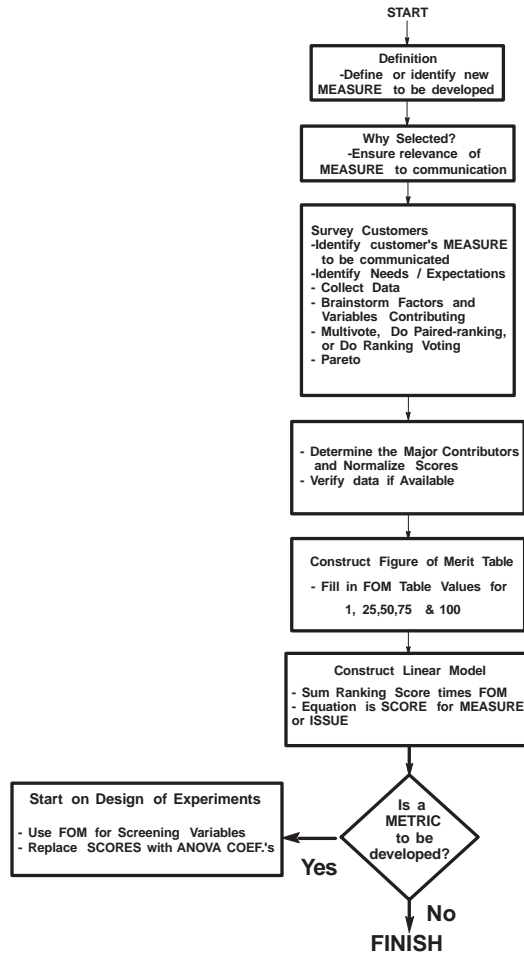 START
Definition
-Define or identify new
MEASURE to be developed
Why Selected?
-Ensure relevance of
MEASURE to communication
Survey Customers
-Identify customer's MEASURE
to be communicated
-Identify Needs / Expectations
- Collect Data
- Brainstorm Factors and
Variables Contributing
- Multivote, Do Paired-ranking,
or Do Ranking Voting
- Pareto
- Determine the Major Contributors
and Normalize Scores
- Verify data if Available
Construct Figure of Merit Table
- Fill in FOM Table Values for
1, 25,50,75 & 100
Construct Linear Model
- Sum Ranking Score times FOM
- Equation is SCORE for MEASURE
or ISSUE
Is a
METRIC
to be
developed?
Start on Design of Experiments
- Use FOM for Screening Variables
- Replace SCORES with ANOVA COEF.'s
Yes
No
FINISH